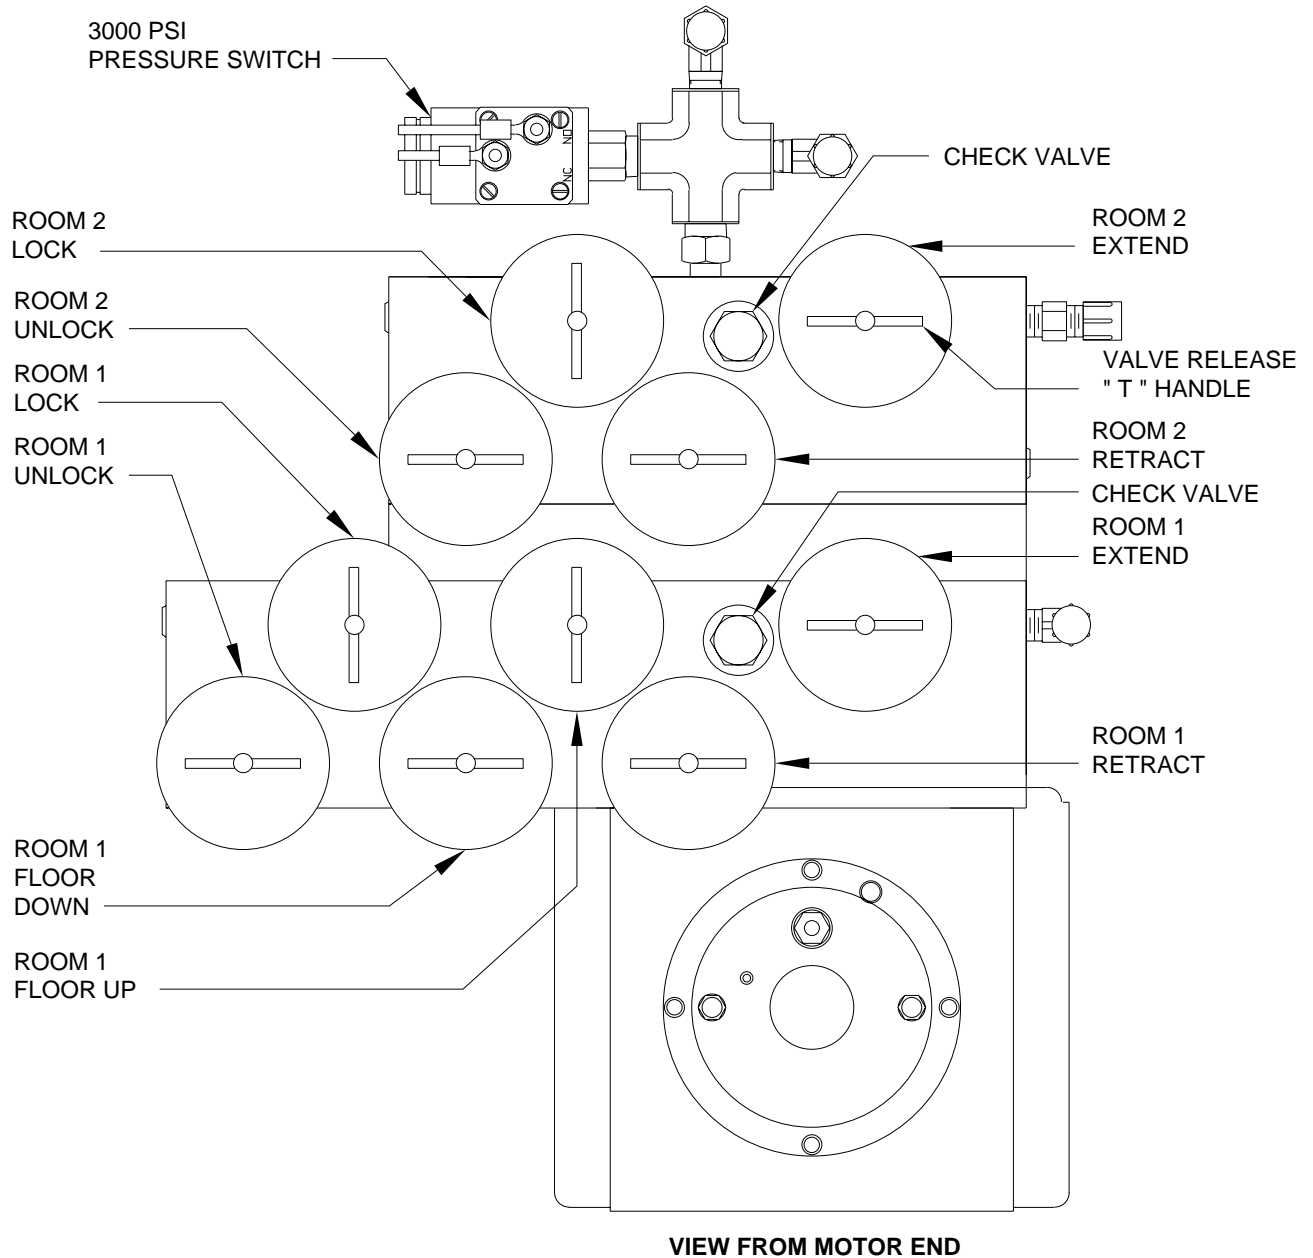 3000 PSI
PRESSURE SWITCH
NO
NC
CHECK VALVE
ROOM 2
LOCK
ROOM 2
EXTEND
ROOM 2
UNLOCK
VALVE RELEASE
" T " HANDLE
ROOM 1
LOCK
ROOM 2
RETRACT
ROOM 1
UNLOCK
CHECK VALVE
ROOM 1
EXTEND
ROOM 1
RETRACT
ROOM 1
FLOOR
DOWN
ROOM 1
FLOOR UP
VIEW FROM MOTOR END